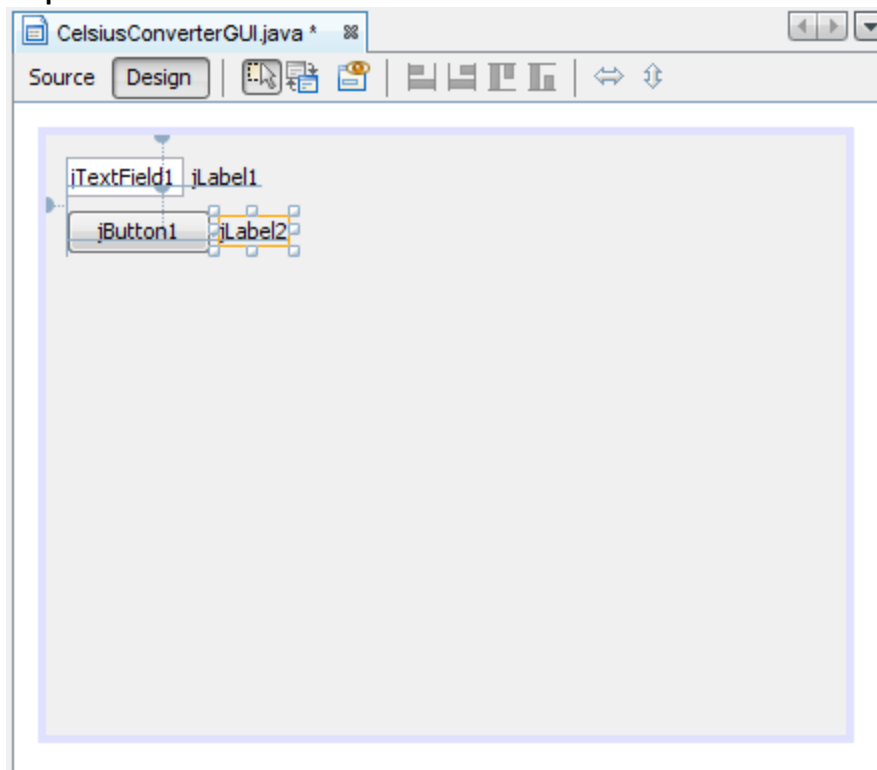 CelsiusConverterGUI.java *
Source Design
jTextField1 jLabel1
jButton1 jLabel2